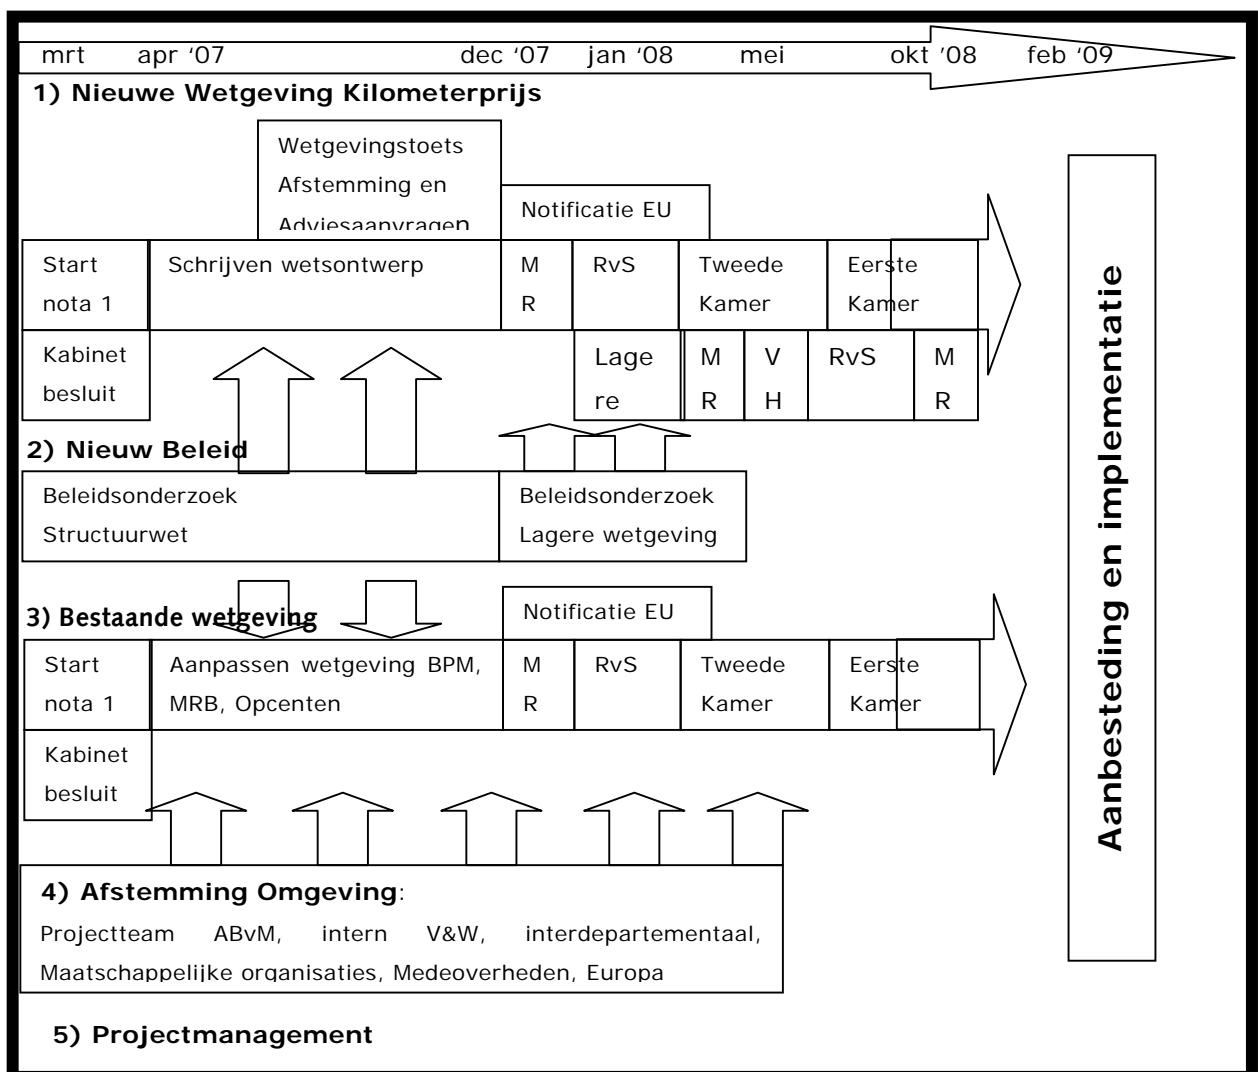 mrt apr '07 dec '07 jan '08 mei okt '08 feb '09
1) Nieuwe Wetgeving Kilometerprijs
Wetgevingstoets
Afstemming en
Adviesaanvragen
Notificatie EU
Start
nota 1
Schrijven wetsontwerp
M
R
RvS
Tweede
Kamer
Eerste
Kamer
Kabinet
besluit
Lage
re
M
R
V
H
RvS
M
R
2) Nieuw Beleid
Beleidsonderzoek
Structuurwet
Beleidsonderzoek
Lagere wetgeving
3) Bestaande wetgeving
Notificatie EU
Start
nota 1
Aanpassen wetgeving BPM,
MRB, Opcenten
M
R
RvS
Tweede
Kamer
Eerste
Kamer
Kabinet
besluit
4) Afstemming Omgeving:
Projectteam ABvM, intern V&W, interdepartementaal,
Maatschappelijke organisaties, Medeoverheden, Europa
5) Projectmanagement
Aanbesteding en implementatie